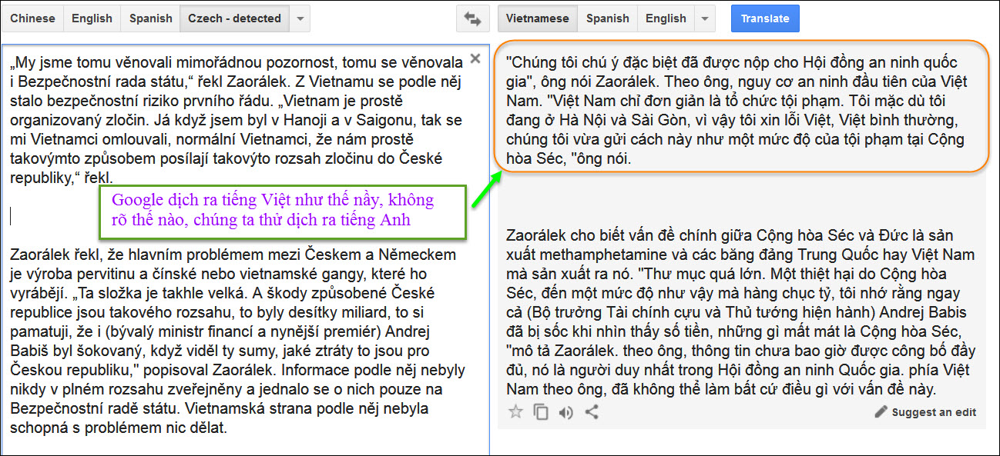 Chinese English Spanish Czech - detected Vietnamese Spanish English Translate
„My jsme tomu věnovali mimořádnou pozornost, tomu se věnovala
i Bezpečnostní rada státu,“ řekl Zaorálek. Z Vietnamu se podle něj
stalo bezpečnostní riziko prvního řádu. „Vietnam je prostě
organizovaný zločin. Já když jsem byl v Hanoji a v Saigonu, tak se
mi Vietnamci omlouvali, normální Vietnamci, že nám prostě
takovýmto způsobem posílají takovýto rozsah zločinu do České
republiky,“ řekl.
Google dịch ra tiếng Việt như thế nầy, không
rõ thế nào, chúng ta thử dịch ra tiếng Anh
Zaorálek řekl, že hlavním problémem mezi Českem a Německem
je výroba pervitinu a čínské nebo vietnamské gangy, které ho
vyrábějí. „Ta složka je takhle velká. A škody způsobené České
republice jsou takového rozsahu, to byly desítky miliard, to si
pamatuji, že i (bývalý ministr financí a nynější premiér) Andrej
Babiš byl šokovaný, když viděl ty sumy, jaké ztráty to jsou pro
Českou republiku," popisoval Zaorálek. Informace podle něj nebyly
nikdy v plném rozsahu zveřejněny a jednalo se o nich pouze na
Bezpečnostní radě státu. Vietnamská strana podle něj nebyla
schopná s problémem nic dělat.
"Chúng tôi chú ý đặc biệt đã được nộp cho Hội đồng an ninh quốc
gia", ông nói Zaorálek. Theo ông, nguy cơ an ninh đầu tiên của Việt
Nam. "Việt Nam chỉ đơn giản là tổ chức tội phạm. Tôi mặc dù tôi
đang ở Hà Nội và Sài Gòn, vì vậy tôi xin lỗi Việt, Việt bình thường,
chúng tôi vừa gửi cách này như một mức độ của tội phạm tại Cộng
hòa Séc, "ông nói.
Zaorálek cho biết vấn đề chính giữa Cộng hòa Séc và Đức là sản
xuất methamphetamine và các băng đảng Trung Quốc hay Việt Nam
mà sản xuất ra nó. "Thư mục quá lớn. Một thiệt hại do Cộng hòa
Séc, đến một mức độ như vậy mà hàng chục tỷ, tôi nhớ rằng ngay
cả (Bộ trưởng Tài chính cựu và Thủ tướng hiện hành) Andrej Babis
đã bị sốc khi nhìn thấy số tiền, những gì mất mát là Cộng hòa Séc,
"mô tả Zaorálek. theo ông, thông tin chưa bao giờ được công bố đầy
đủ, nó là người duy nhất trong Hội đồng an ninh Quốc gia. phía Việt
Nam theo ông, đã không thể làm bất cứ điều gì với vấn đề này.
Suggest an edit